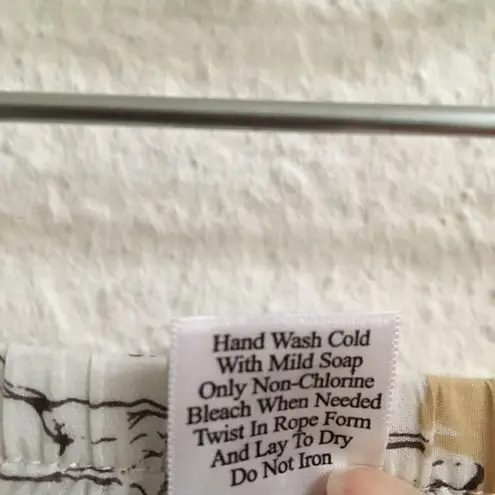 Hand Wash Cold
With Mild Soap
Only Non-Chlorine
Bleach When Needed
Twist In Rope Form
And Lay To Dry
Do Not Iron